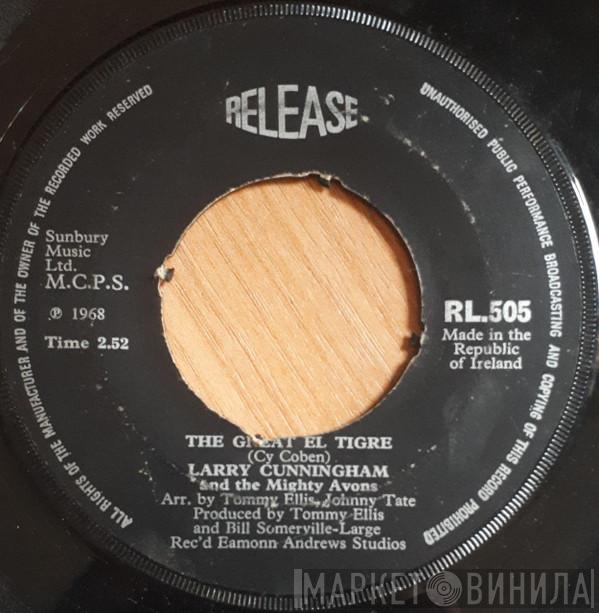 RELEASE
ALL RIGHTS OF THE MANUFACTURER AND OF THE OWNER OF THE RECORDED WORK RESERVED
UNAUTHORISED PUBLIC PERFORMANCE BROADCASTING AND COPYING OF THIS RECORD PROHIBITED
Sunbury
Music
Ltd.
M.C.P.S.
℗ 1968
Time 2.52
RL.505
Made in the
Republic
of Ireland
THE GREAT EL TIGRE
(Cy Coben)
LARRY CUNNINGHAM
and the Mighty Avons
Arr. by Tommy Ellis, Johnny Tate
Produced by Tommy Ellis
and Bill Somerville-Large
Rec'd Eamonn Andrews Studios
МАРКЕТ ВИНИЛА